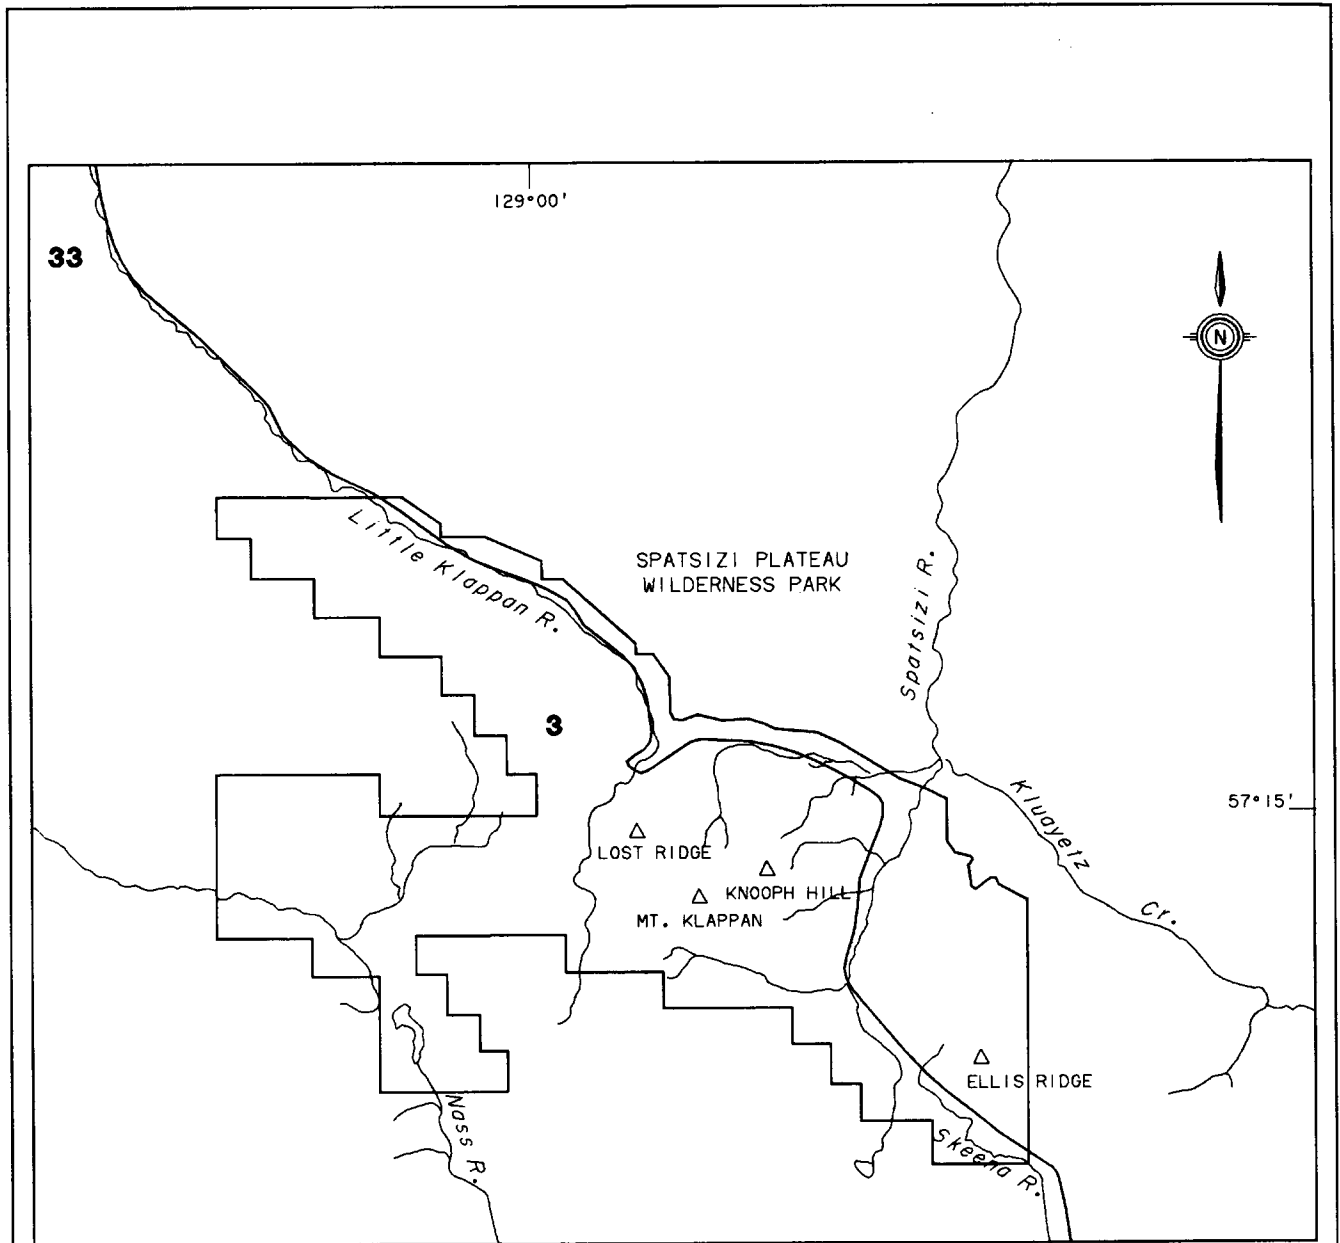 129°00'
33
N
SPATSIZI PLATEAU
WILDERNESS PARK
Little Klappan R.
Spatsizi R.
3
57°15'
Kluayetz Cr.
LOST RIDGE
KNOOPH HILL
MT. KLAPPAN
ELLIS RIDGE
Nass R.
Skeena R.